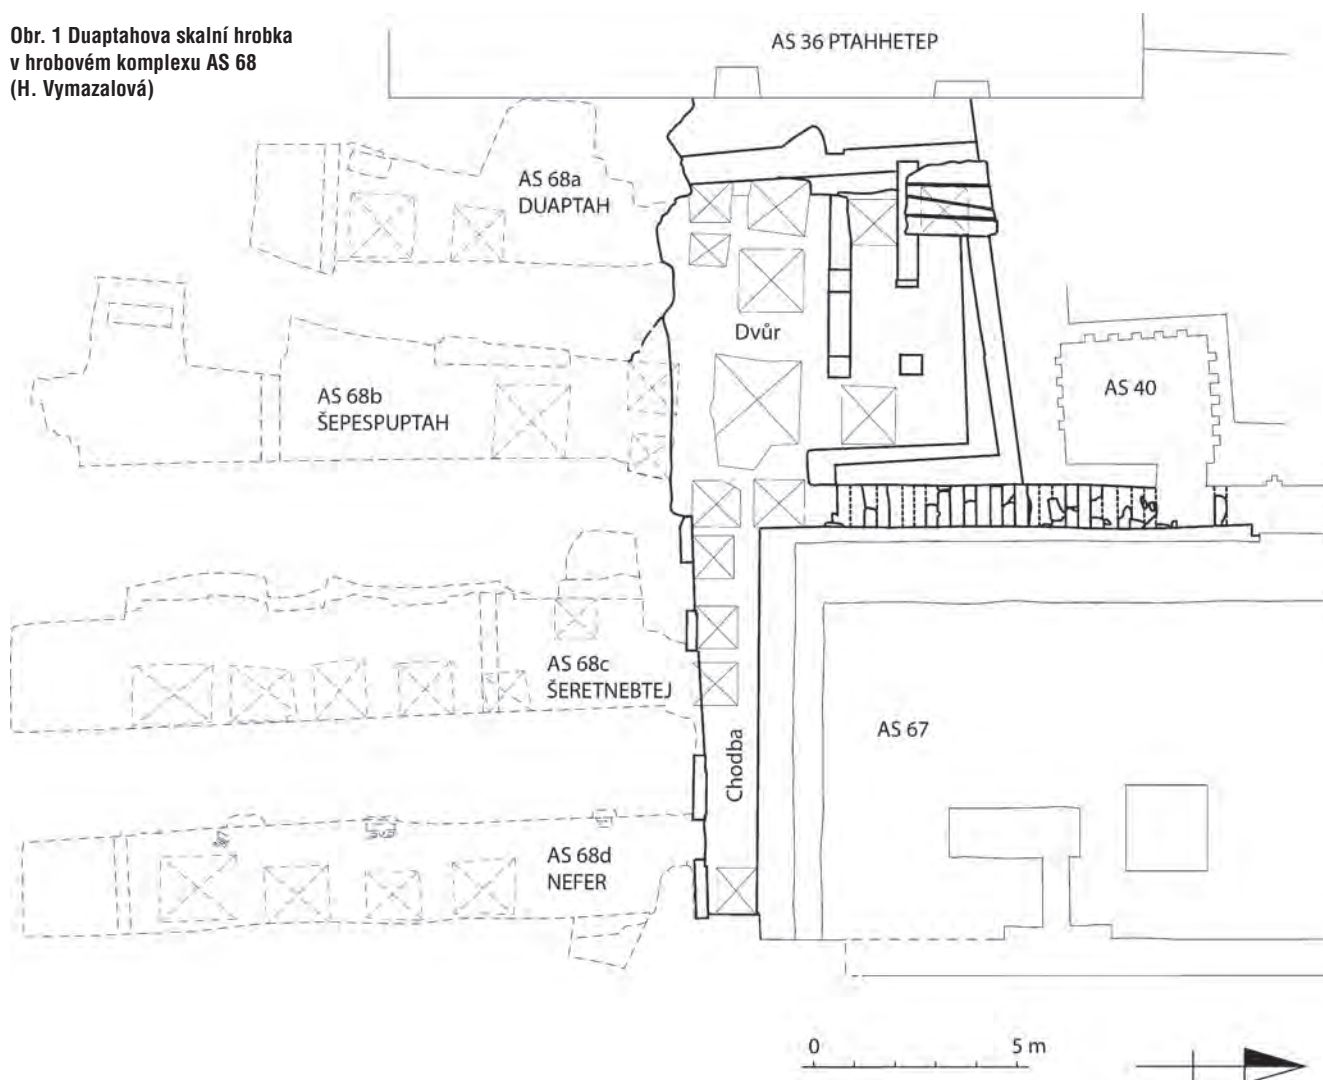 Obr. 1 Duaptahova skalní hrobka
v hrobovém komplexu AS 68
(H. Vymazalová)
AS 36 PTAHHETEP
AS 68a
DUAPTAH
Dvůr
AS 68b
ŠEPESPUPTAH
AS 40
AS 68c
ŠERETNEBTEJ
Chodba
AS 67
AS 68d
NEFER
0 5 m